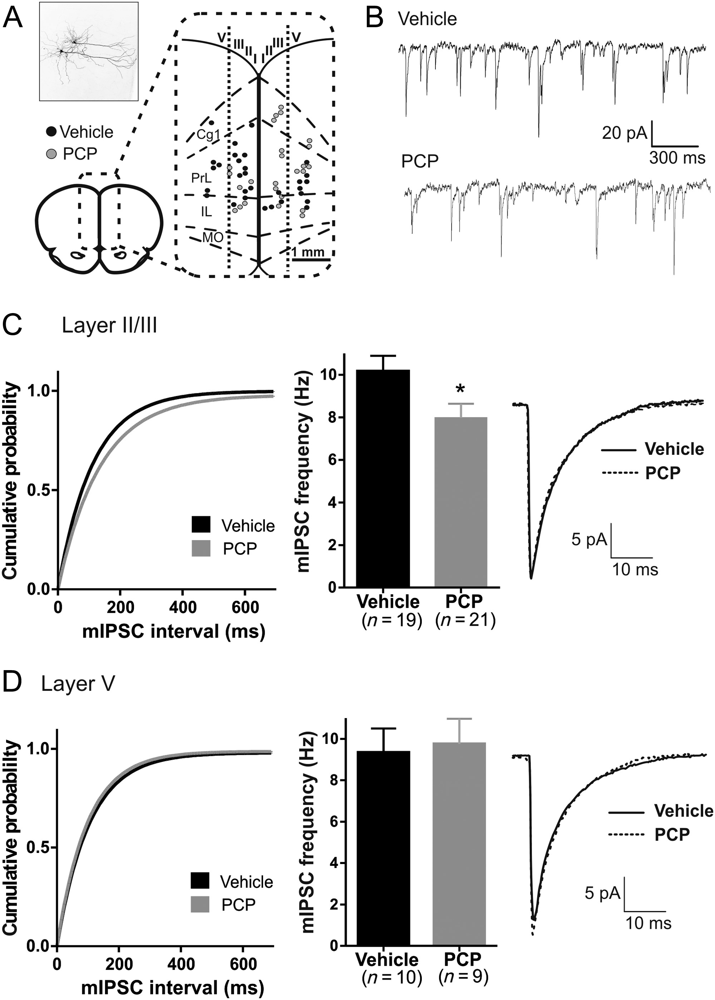 A
V
III
II
I
I
II
III
V
Vehicle
PCP
Cg1
PrL
IL
MO
1 mm
B
Vehicle
20 pA
300 ms
PCP
C
Layer II/III
Cumulative probability
1.0
0.5
0.0
0
200
400
600
mIPSC interval (ms)
Vehicle
PCP
mIPSC frequency (Hz)
10
8
6
4
2
0
*
Vehicle
(n = 19)
PCP
(n = 21)
Vehicle
PCP
5 pA
10 ms
D
Layer V
Cumulative probability
1.0
0.5
0.0
0
200
400
600
mIPSC interval (ms)
Vehicle
PCP
mIPSC frequency (Hz)
10
8
6
4
2
0
Vehicle
(n = 10)
PCP
(n = 9)
Vehicle
PCP
5 pA
10 ms